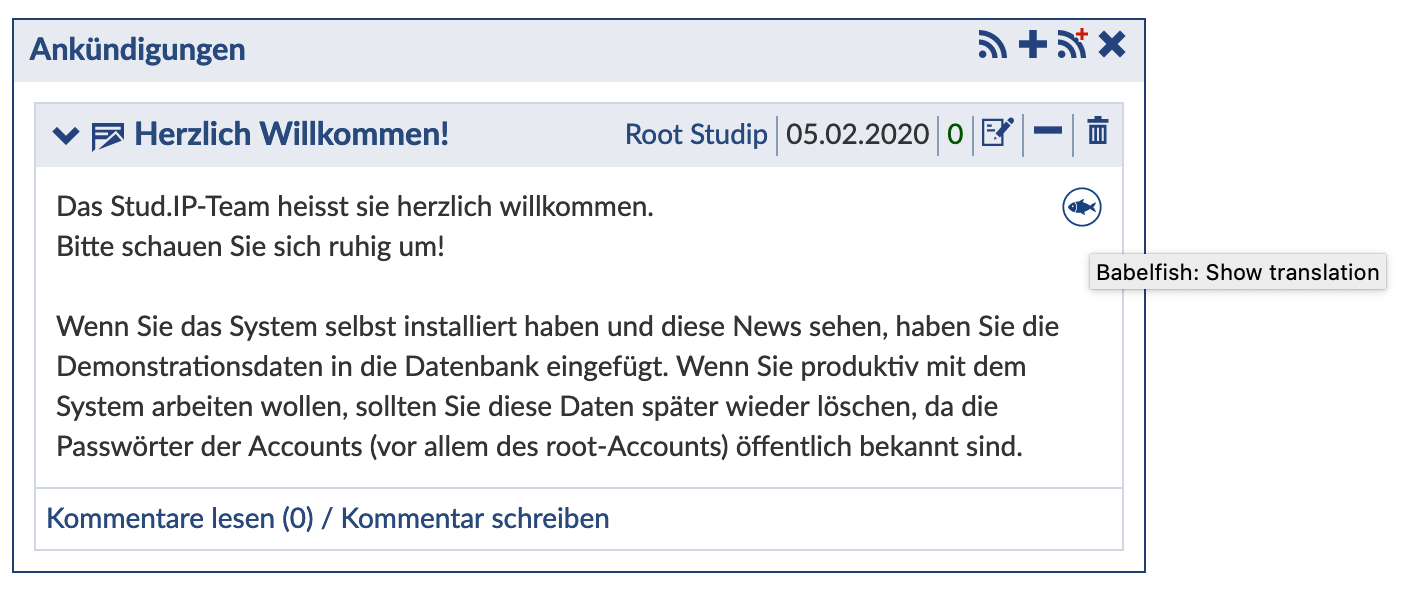 Ankündigungen
Herzlich Willkommen! Root Studip 05.02.2020 0
Das Stud.IP-Team heisst sie herzlich willkommen.
Bitte schauen Sie sich ruhig um!
Babelfish: Show translation
Wenn Sie das System selbst installiert haben und diese News sehen, haben Sie die
Demonstrationsdaten in die Datenbank eingefügt. Wenn Sie produktiv mit dem
System arbeiten wollen, sollten Sie diese Daten später wieder löschen, da die
Passwörter der Accounts (vor allem des root-Accounts) öffentlich bekannt sind.
Kommentare lesen (0) / Kommentar schreiben